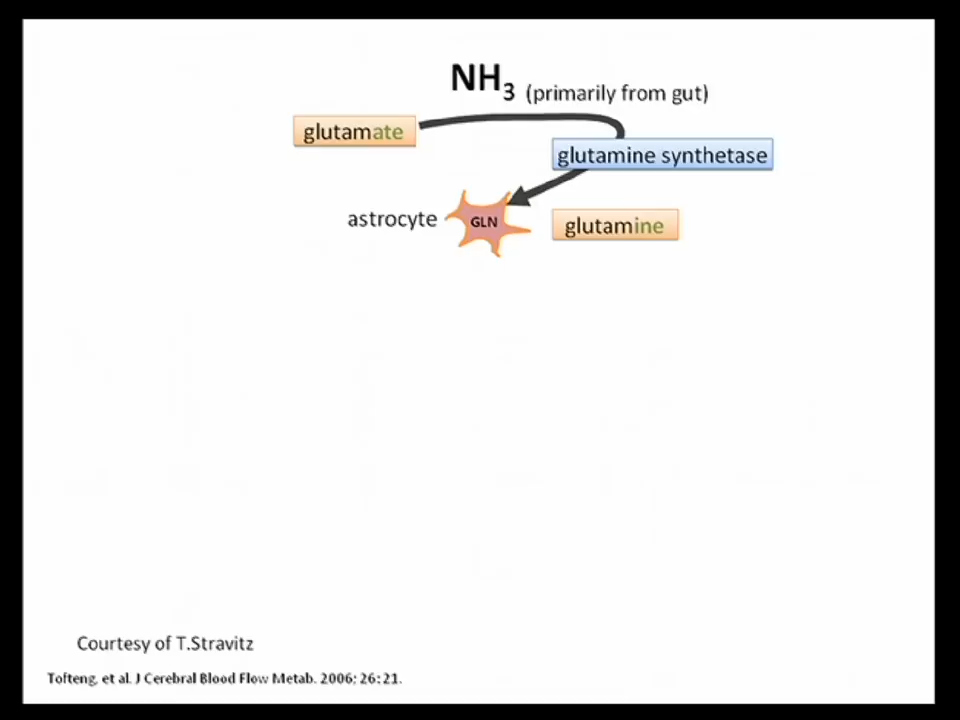 NH3 (primarily from gut)
glutamate
glutamine synthetase
astrocyte
GLN
glutamine
Courtesy of T.Stravitz
Tofteng, et al. J Cerebral Blood Flow Metab. 2006; 26:21.